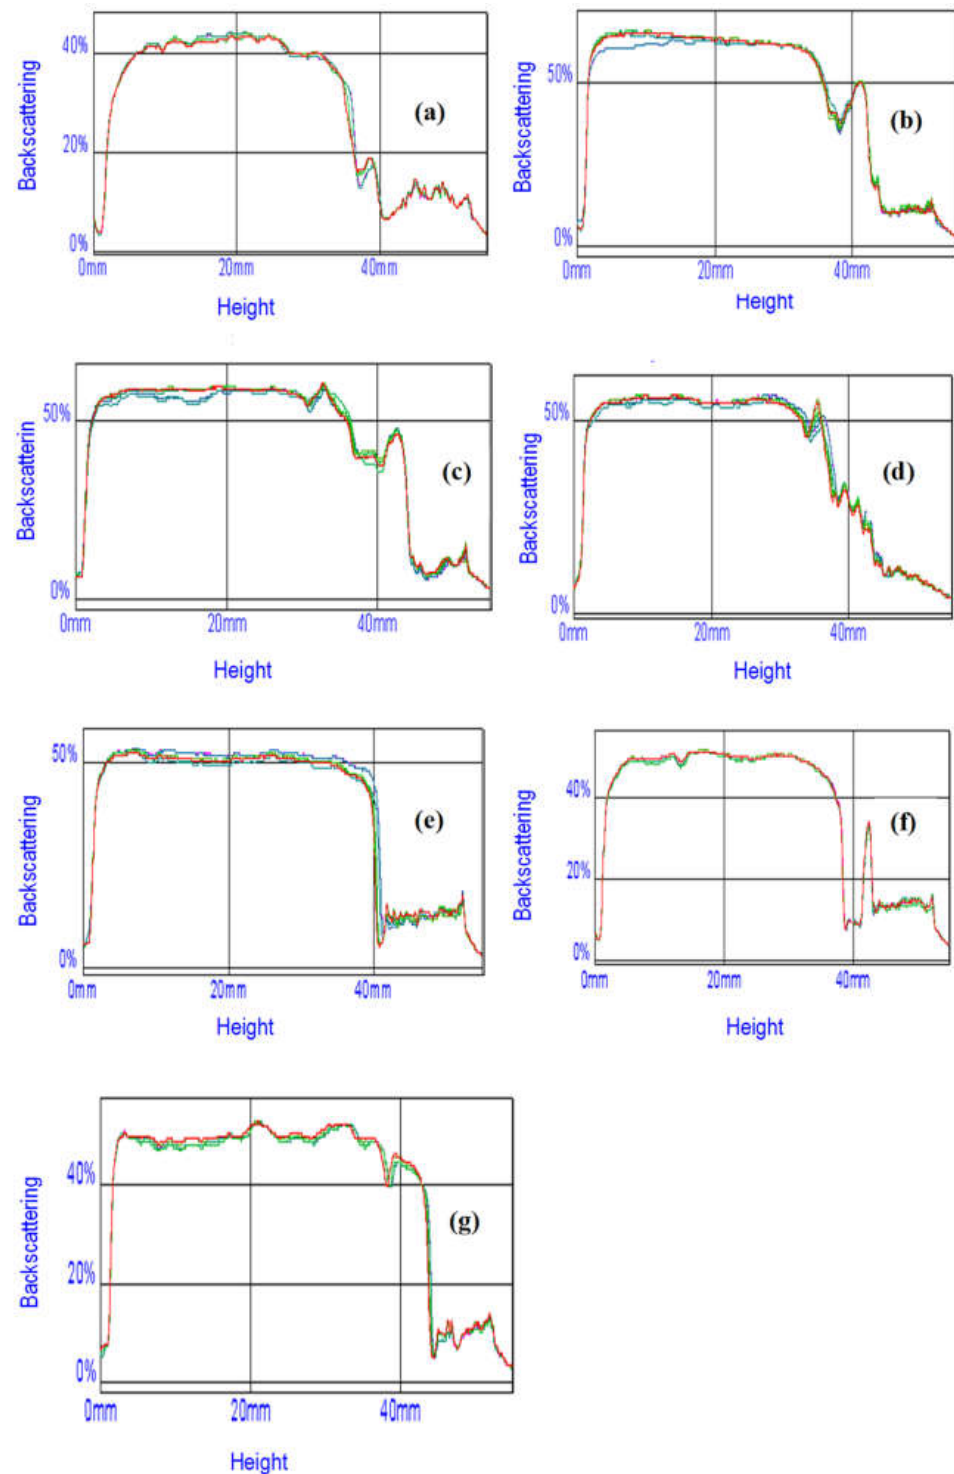 Backscattering
40%
20%
0%
(a)
0mm
20mm
40mm
Height
Backscattering
50%
0%
(b)
0mm
20mm
40mm
Height
Backscatterin
50%
0%
(c)
0mm
20mm
40mm
Height
Backscattering
50%
0%
(d)
0mm
20mm
40mm
Height
Backscattering
50%
0%
(e)
0mm
20mm
40mm
Height
Backscattering
40%
20%
0%
(f)
0mm
20mm
40mm
Height
Backscattering
40%
20%
0%
(g)
0mm
20mm
40mm
Height